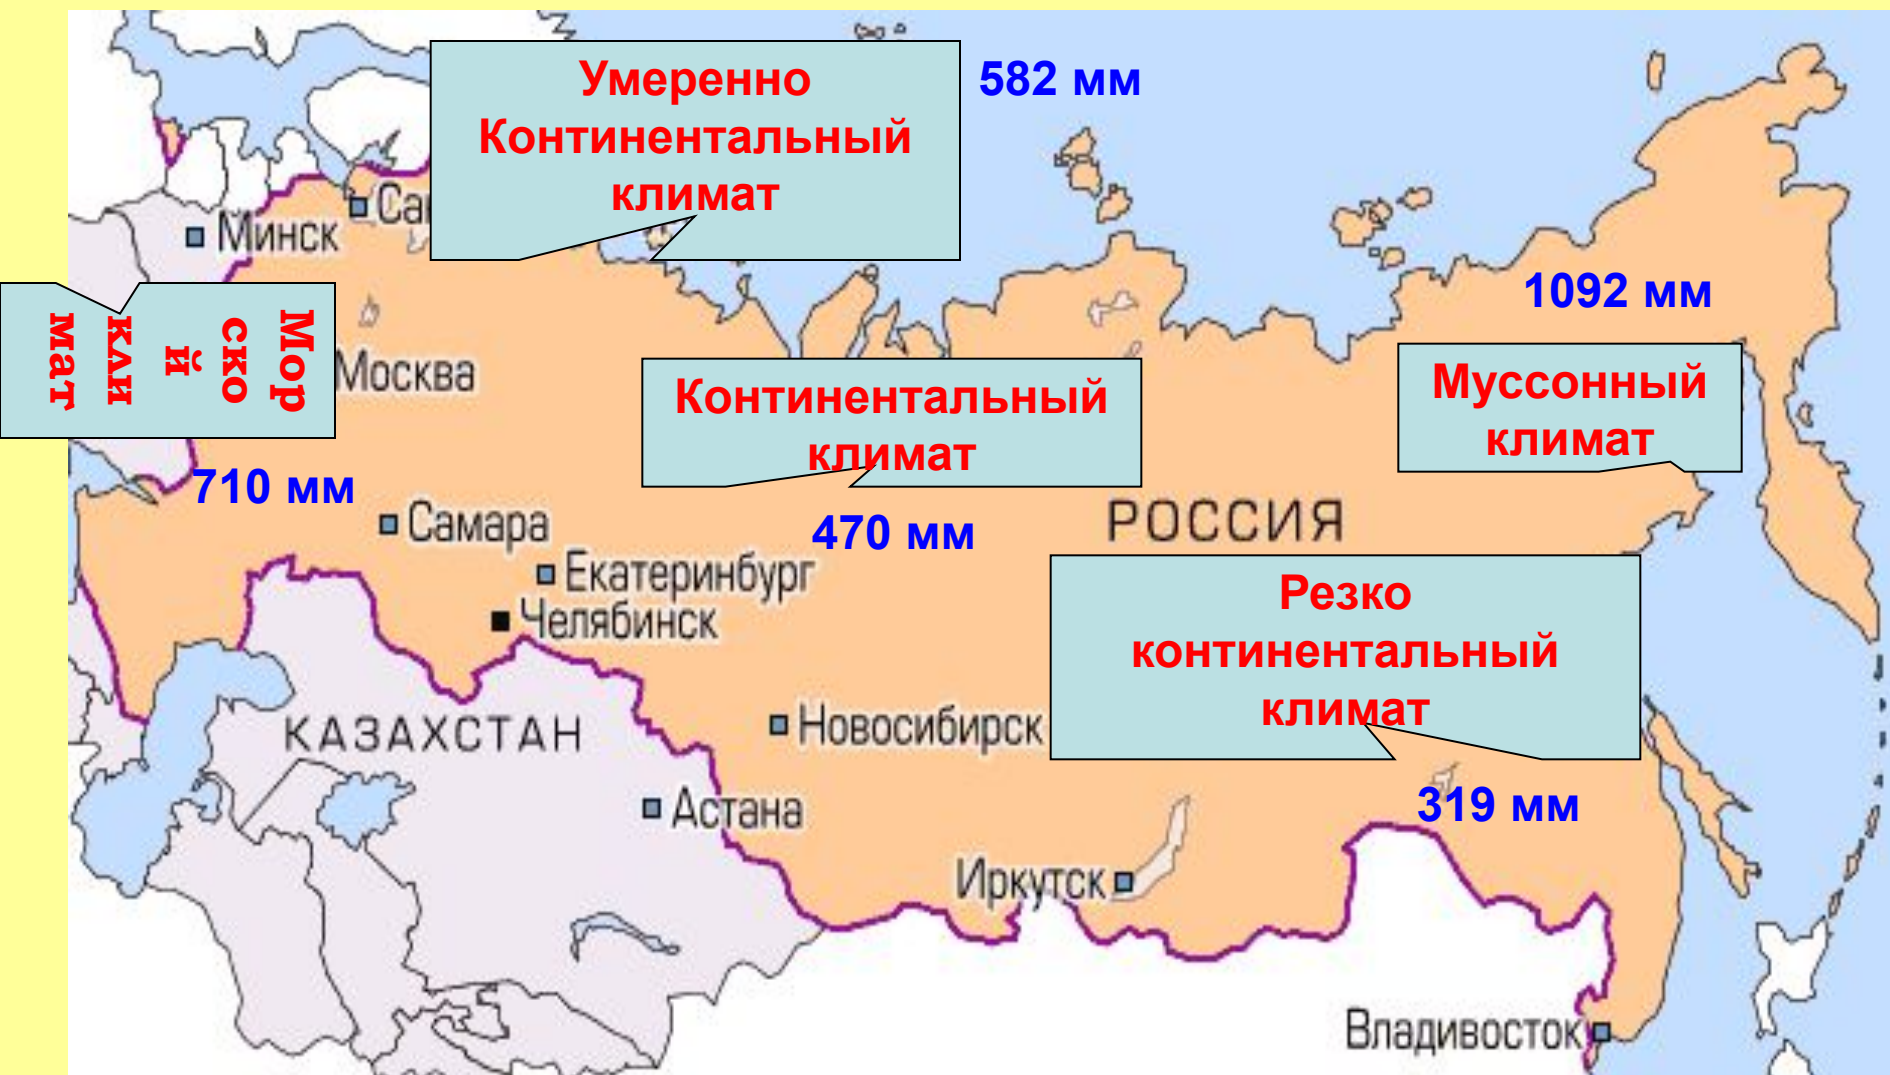 Умеренно
Континентальный
климат
582 мм
Са
Минск
1092 мм
Мор
ско
й
кли
мат
Москва
Континентальный
климат
Муссонный
климат
710 мм
470 мм
РОССИЯ
Самара
Екатеринбург
Челябинск
Резко
континентальный
климат
КАЗАХСТАН
Новосибирск
319 мм
Астана
Иркутск
Владивосток